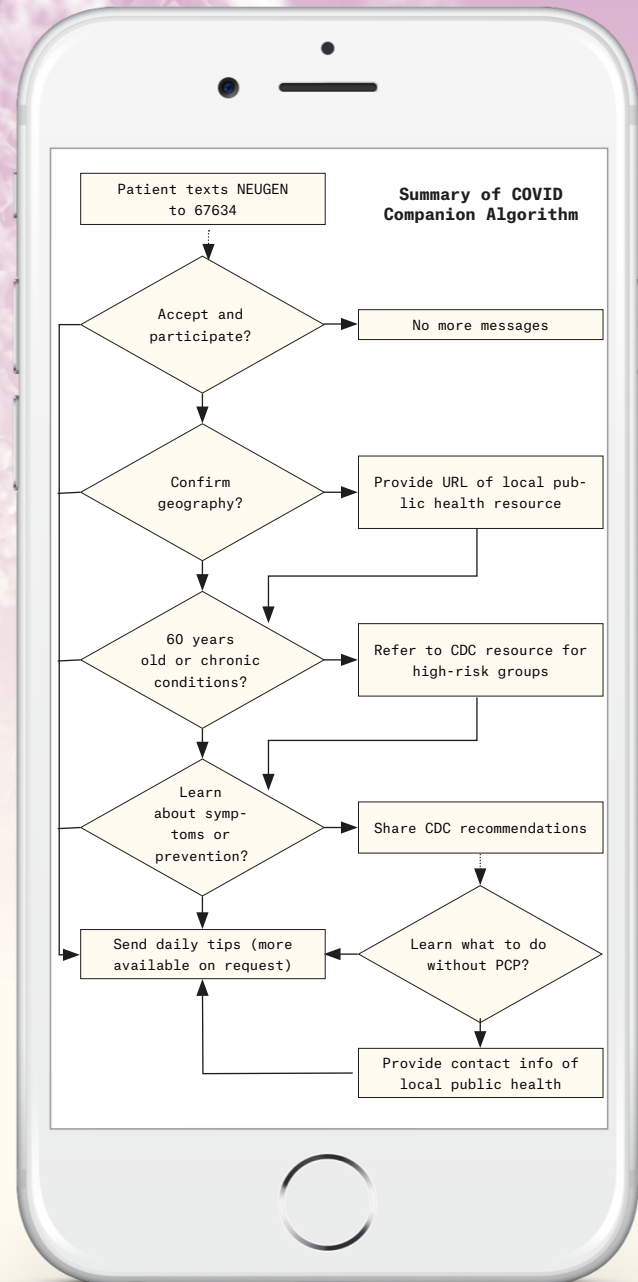 Patient texts NEUGEN
to 67634
Summary of COVID
Companion Algorithm
Accept and
participate?
No more messages
Confirm
geography?
Provide URL of local pub-
lic health resource
60 years
old or chronic
conditions?
Refer to CDC resource for
high-risk groups
Learn
about symp-
toms or
prevention?
Share CDC recommendations
Send daily tips (more
available on request)
Learn what to do
without PCP?
Provide contact info of
local public health